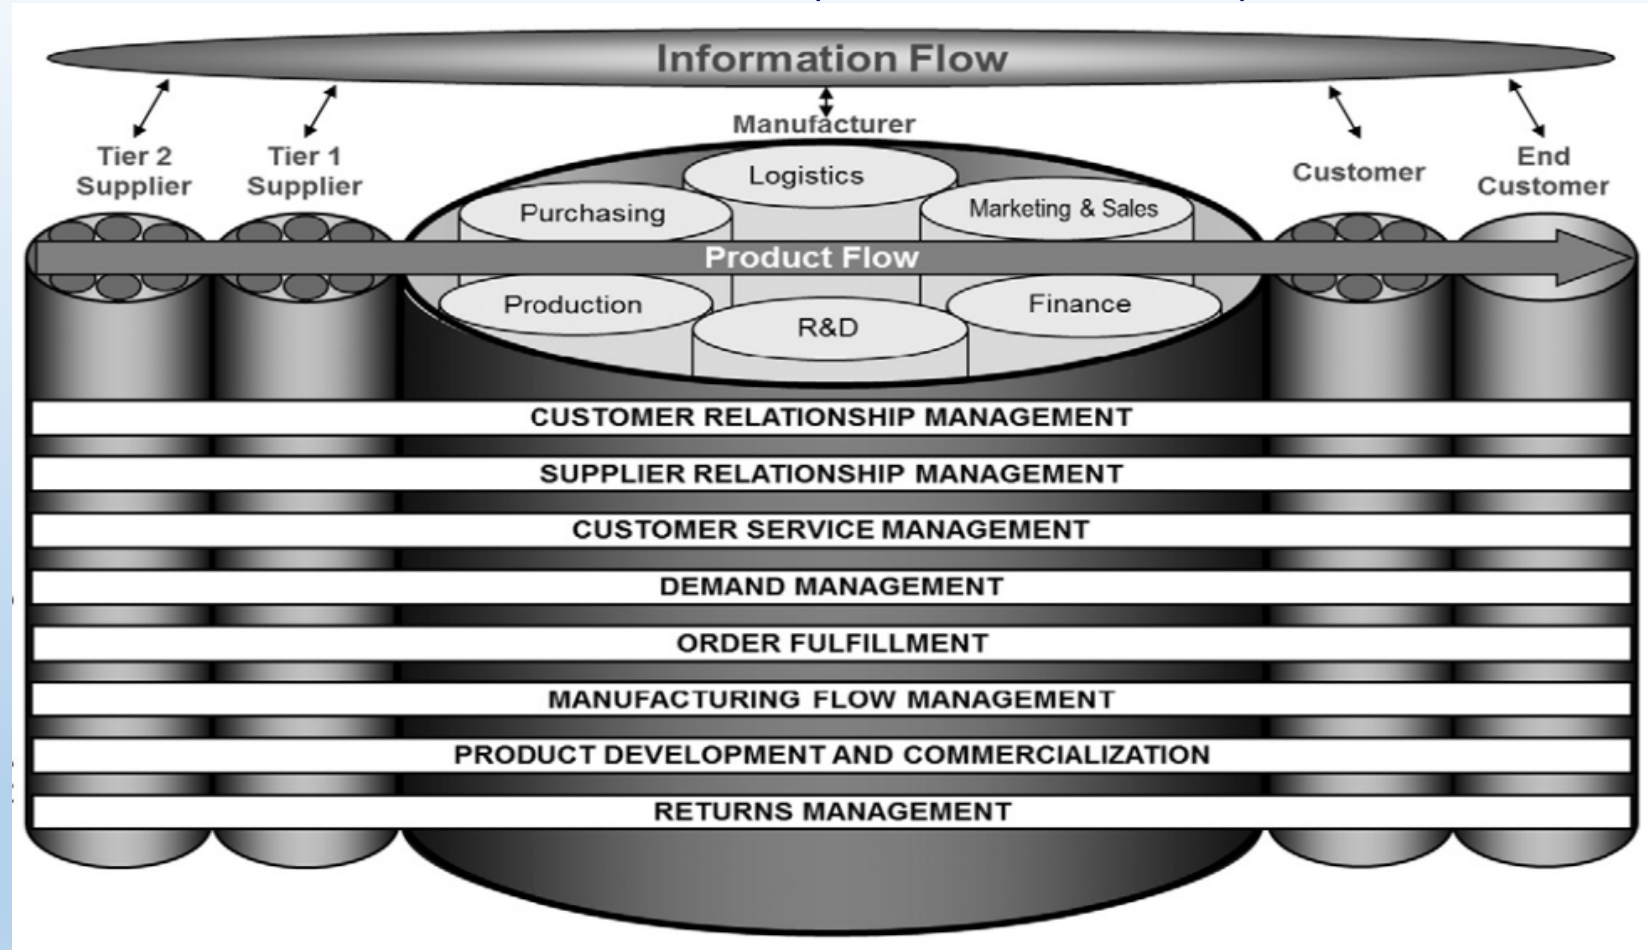 Information Flow
Manufacturer
Tier 2
Supplier
Tier 1
Supplier
Customer
End
Customer
Logistics
Purchasing
Marketing & Sales
Product Flow
Production
R&D
Finance
CUSTOMER RELATIONSHIP MANAGEMENT
SUPPLIER RELATIONSHIP MANAGEMENT
CUSTOMER SERVICE MANAGEMENT
DEMAND MANAGEMENT
ORDER FULFILLMENT
MANUFACTURING FLOW MANAGEMENT
PRODUCT DEVELOPMENT AND COMMERCIALIZATION
RETURNS MANAGEMENT